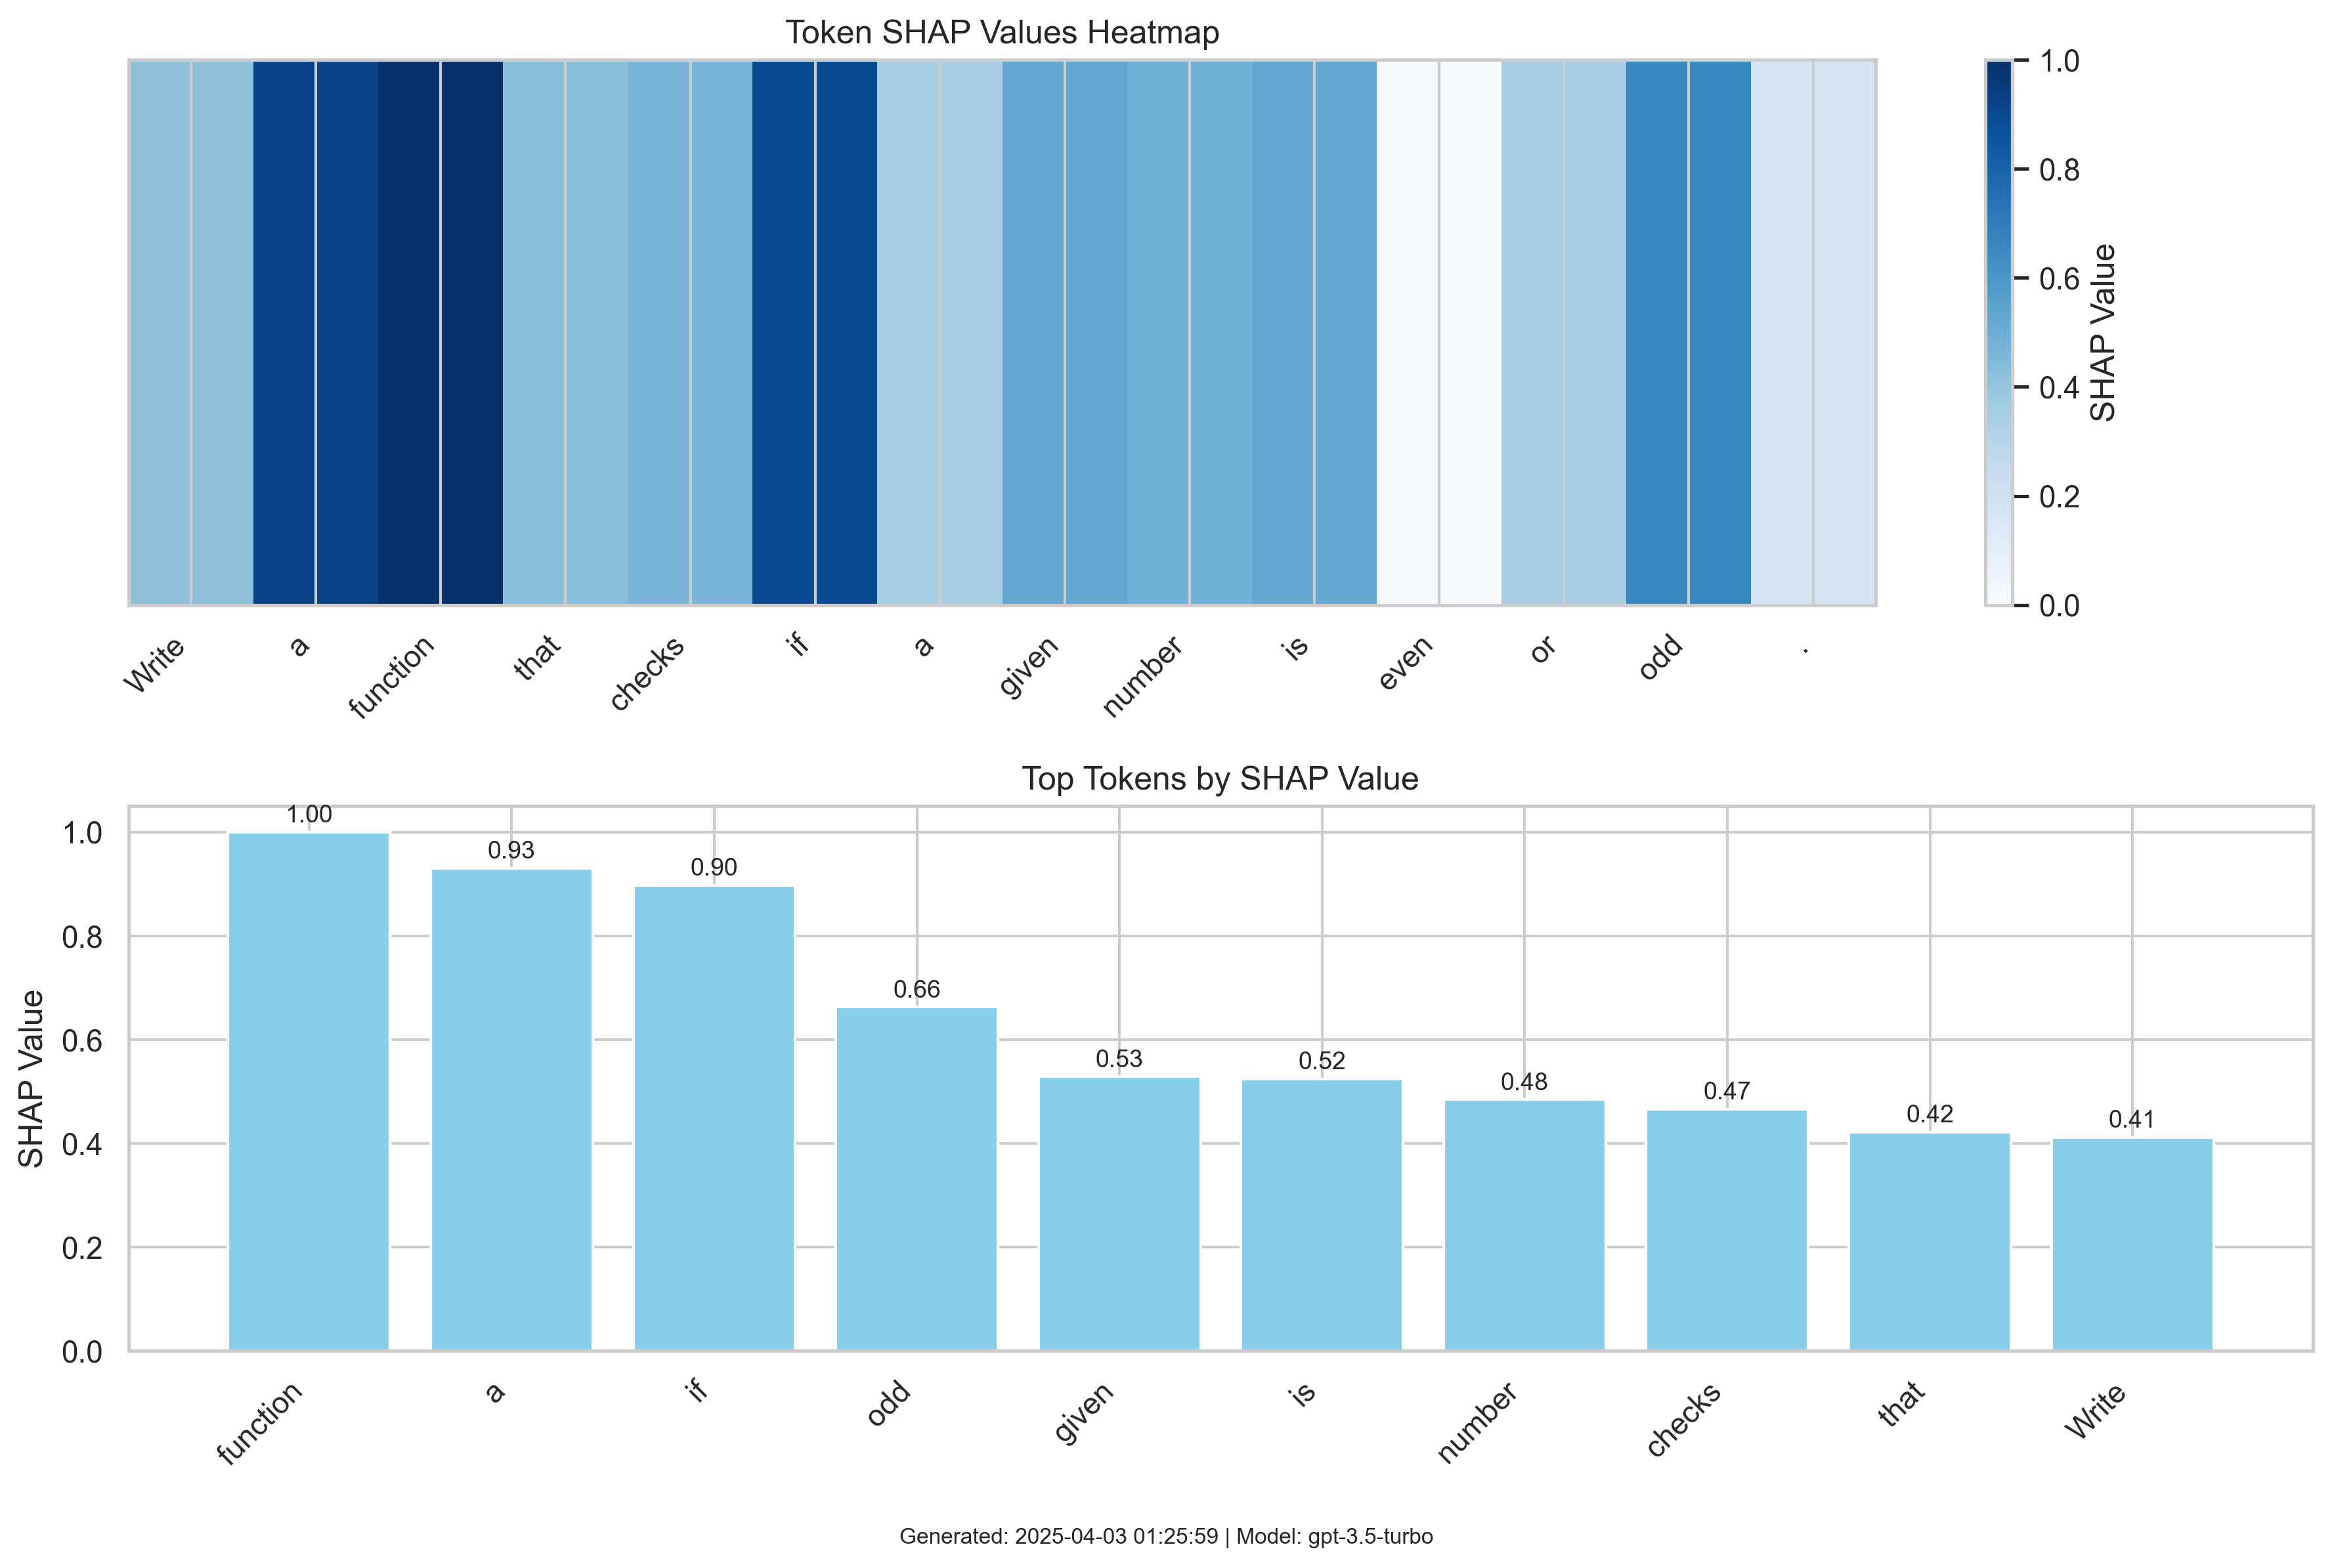 Token SHAP Values Heatmap
1.0
0.8
0.6
0.4
0.2
0.0
SHAP Value
Write a function that checks if a given number is even or odd .
Top Tokens by SHAP Value
SHAP Value
1.0
0.8
0.6
0.4
0.2
0.0
1.00 0.93 0.90 0.66 0.53 0.52 0.48 0.47 0.42 0.41
function a if odd given is number checks that Write
Generated: 2025-04-03 01:25:59 | Model: gpt-3.5-turbo